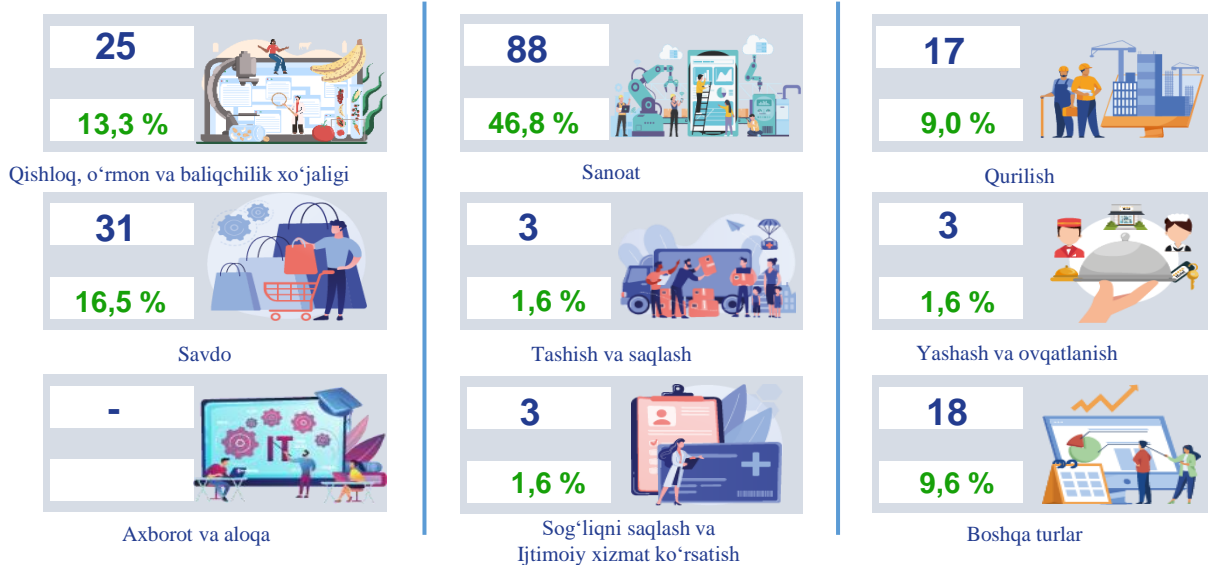 25
13,3 %
Qishloq, o‘rmon va baliqchilik xo‘jaligi
88
46,8 %
Sanoat
17
9,0 %
Qurilish
31
16,5 %
Savdo
3
1,6 %
Tashish va saqlash
3
1,6 %
Yashash va ovqatlanish
-
IT
Axborot va aloqa
3
1,6 %
Sog‘liqni saqlash va
Ijtimoiy xizmat ko‘rsatish
18
9,6 %
Boshqa turlar